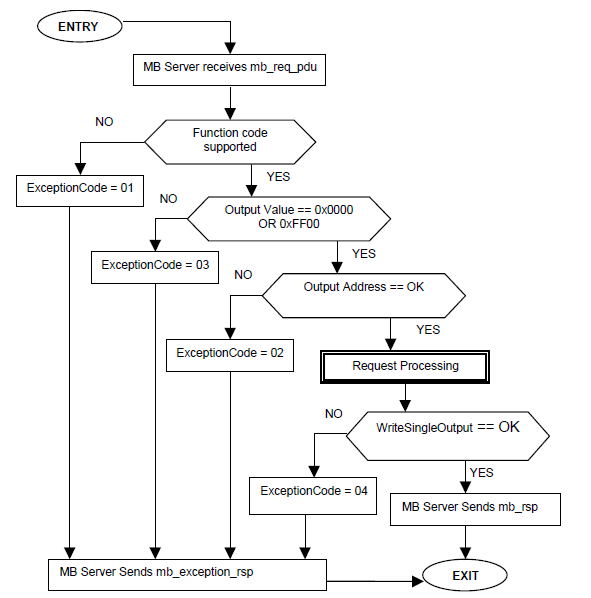 ENTRY
MB Server receives mb_req_pdu
NO
Function code
supported
YES
ExceptionCode = 01
NO
Output Value == 0x0000
OR 0xFF00
YES
ExceptionCode = 03
NO
Output Address == OK
YES
ExceptionCode = 02
Request Processing
NO
WriteSingleOutput == OK
YES
ExceptionCode = 04
MB Server Sends mb_rsp
MB Server Sends mb_exception_rsp
EXIT